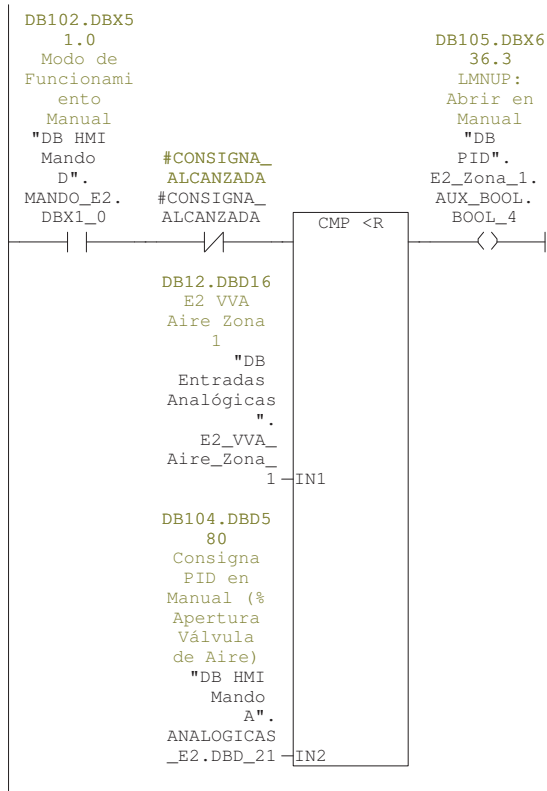 DB102.DBX5
1.0
Modo de
Funcionami
ento
Manual
"DB HMI
Mando
D".
MANDO_E2.
DBX1_0
#CONSIGNA_
ALCANZADA
#CONSIGNA_
ALCANZADA
CMP <R
DB105.DBX6
36.3
LMNUP:
Abrir en
Manual
"DB
PID".
E2_Zona_1.
AUX_BOOL.
BOOL_4
DB12.DBD16
E2 VVA
Aire Zona
1
"DB
Entradas
Analógicas
".
E2_VVA_
Aire_Zona_
1
IN1
DB104.DBD5
80
Consigna
PID en
Manual (%
Apertura
Válvula
de Aire)
"DB HMI
Mando
A".
ANALOGICAS
_E2.DBD_21
IN2